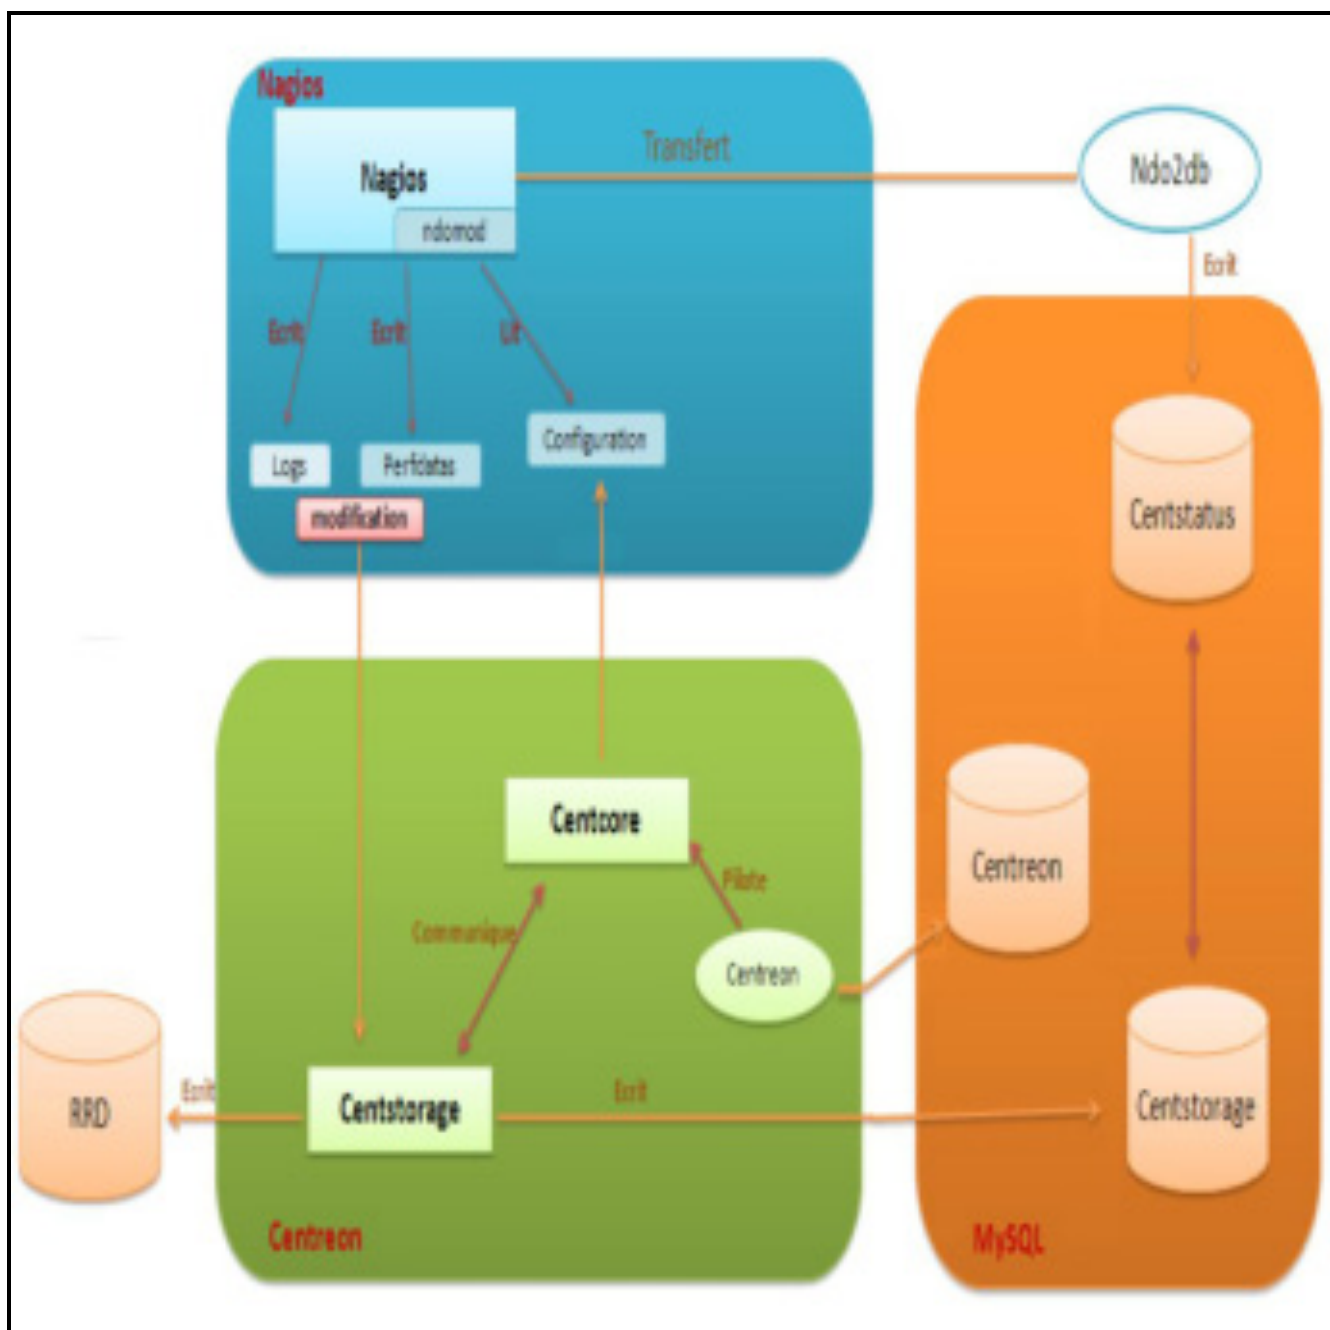 Nagios
Nagios
ndomod
Transfert
Ndo2db
Ecrit
Ecrit
Ecrit
Lit
Logs
Perfdatas
Configuration
modification
Centstatus
Centcore
Pilote
Communique
Centreon
Centreon
RRD
Ecrit
Centstorage
Ecrit
Centstorage
Centreon
MySQL